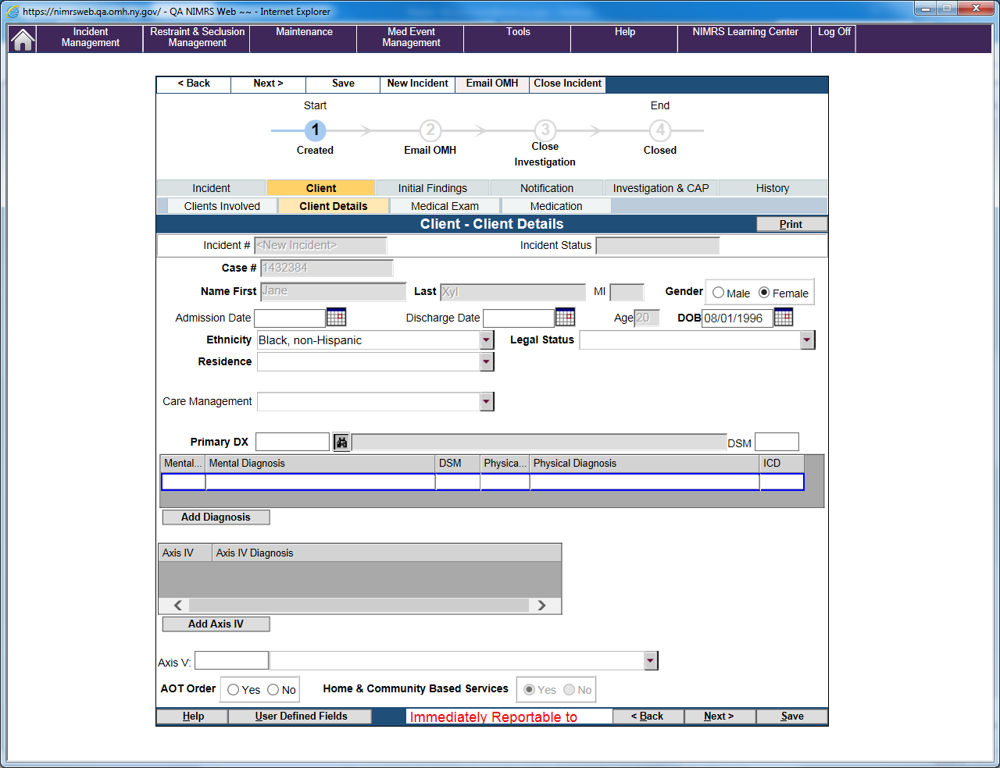 https://nimrsweb.qa.omh.ny.gov/ - QA NIMRS Web ~~ - Internet Explorer
Incident Management
Restraint & Seclusion Management
Maintenance
Med Event Management
Tools
Help
NIMRS Learning Center
Log Off
< Back Next > Save New Incident Email OMH Close Incident
Start End
1 2 3 4
Created Email OMH Close Investigation Closed
Incident Client Initial Findings Notification Investigation & CAP History
Clients Involved Client Details Medical Exam Medication
Client - Client Details Print
Incident # <New Incident> Incident Status
Case # 1432384
Name First Jane Last Xyl MI Gender Male Female
Admission Date Discharge Date Age 20 DOB 08/01/1996
Ethnicity Black, non-Hispanic Legal Status
Residence
Care Management
Primary DX DSM
Mental... Mental Diagnosis DSM Physica... Physical Diagnosis ICD
Add Diagnosis
Axis IV Axis IV Diagnosis
Add Axis IV
Axis V:
AOT Order Yes No Home & Community Based Services Yes No
Help User Defined Fields Immediately Reportable to < Back Next > Save